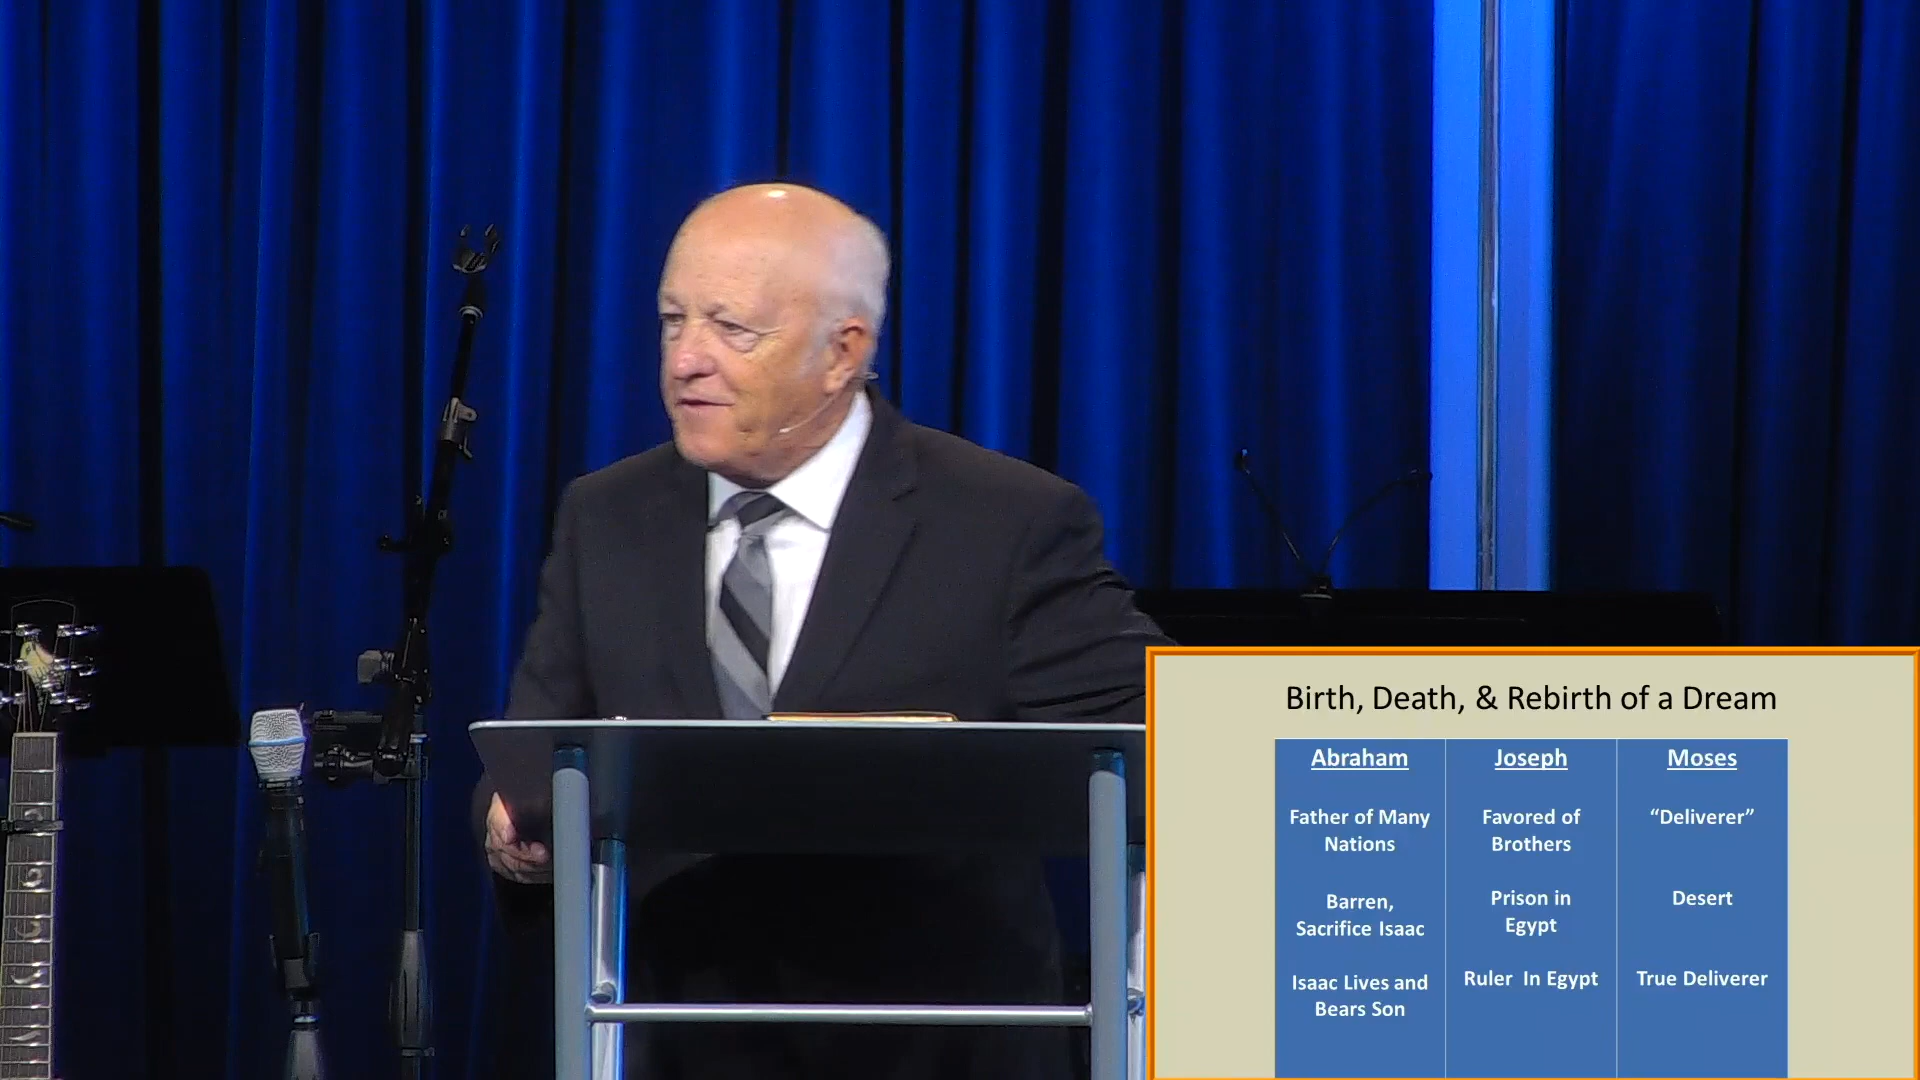 Birth, Death, & Rebirth of a Dream
Abraham
Joseph
Moses
Father of Many
Nations
Favored of
Brothers
“Deliverer”
Barren,
Sacrifice Isaac
Prison in
Egypt
Desert
Isaac Lives and
Bears Son
Ruler  In Egypt
True Deliverer